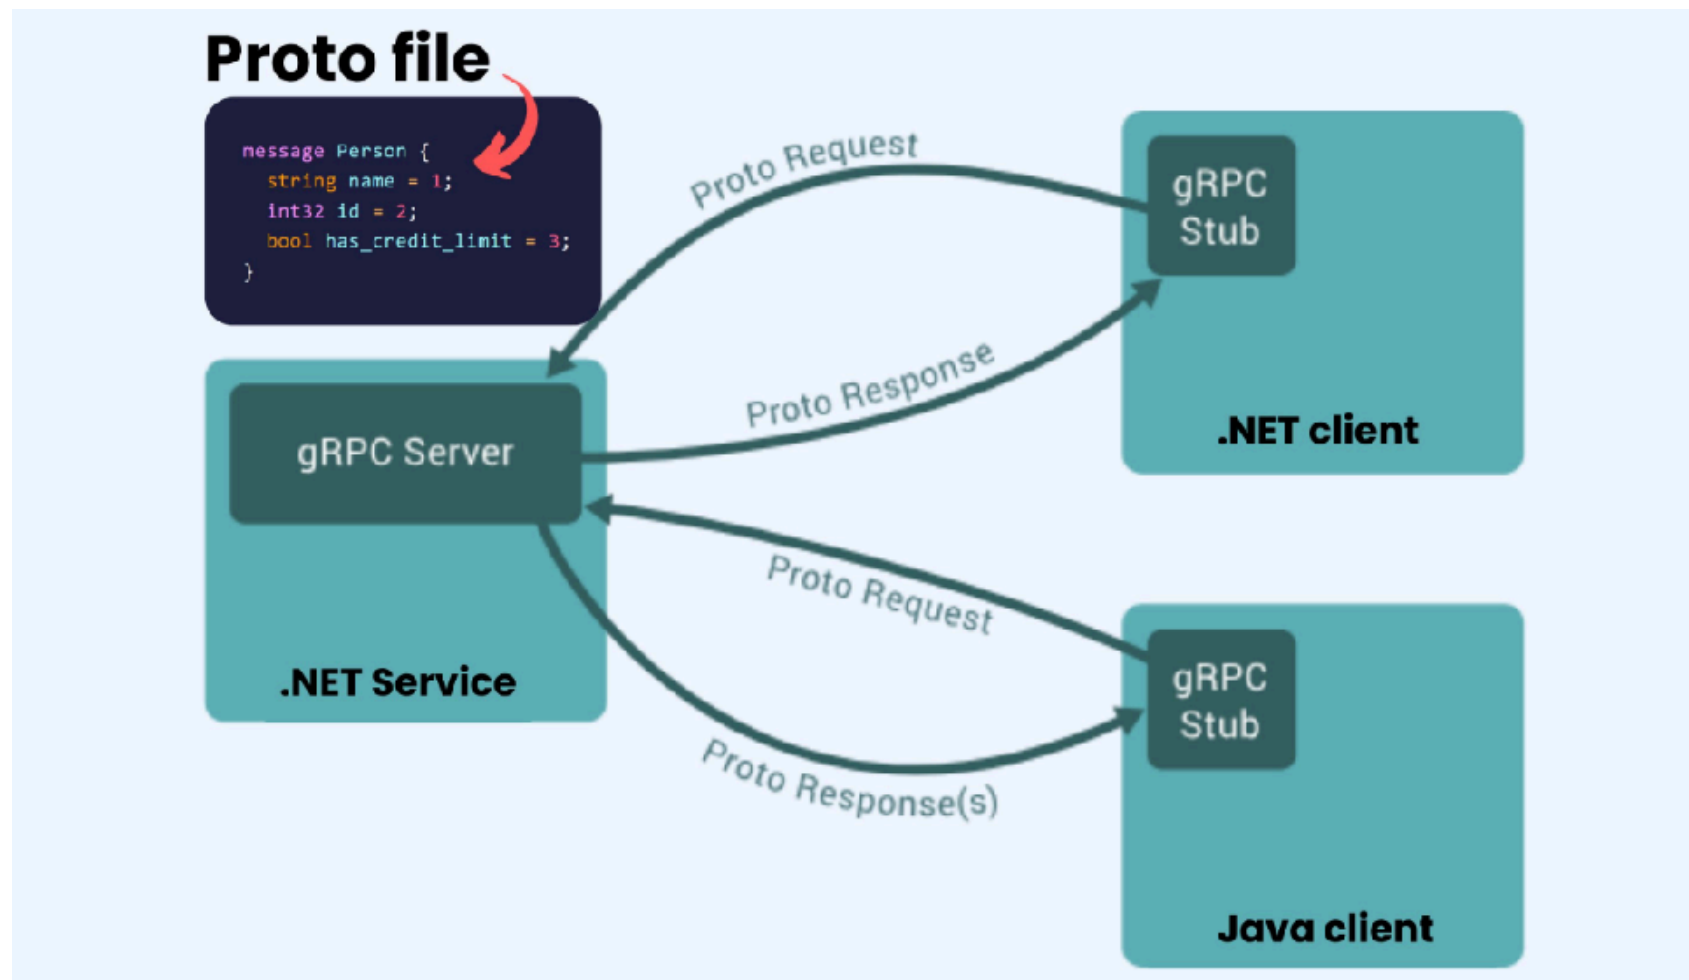 Proto file
message Person {
string name = 1;
int32 id = 2;
bool has_credit_limit = 3;
}
Proto Request
gRPC
Stub
Proto Response
.NET client
gRPC Server
.NET Service
Proto Request
gRPC
Stub
Proto Response(s)
Java client